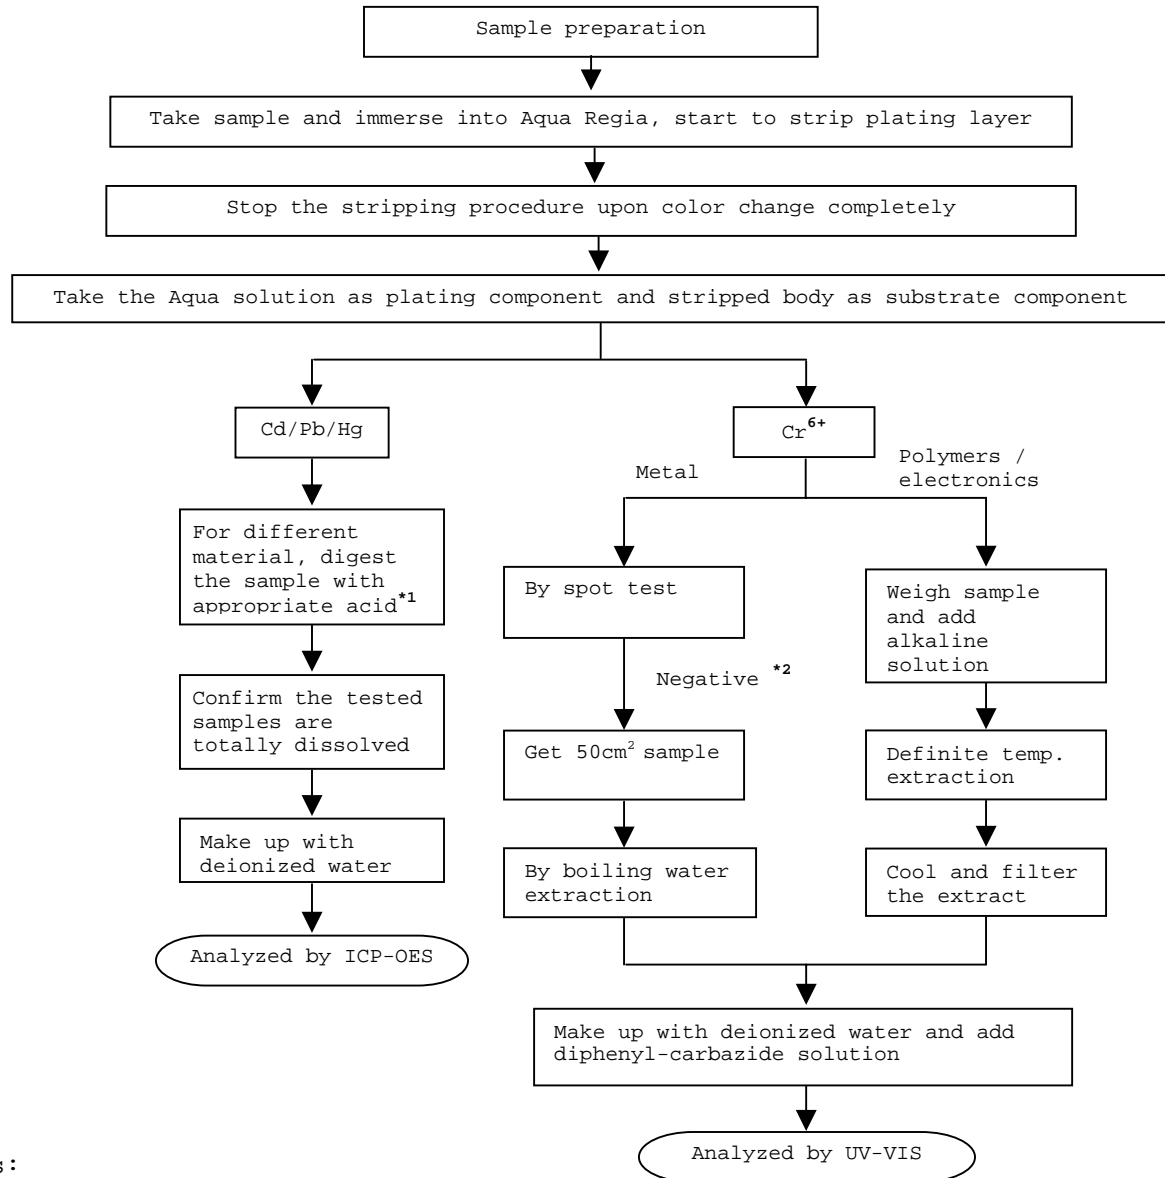 Sample preparation
Take sample and immerse into Aqua Regia, start to strip plating layer
Stop the stripping procedure upon color change completely
Take the Aqua solution as plating component and stripped body as substrate component
Cd/Pb/Hg
For different
material, digest
the sample with
appropriate acid*1
Confirm the tested
samples are
totally dissolved
Make up with
deionized water
Analyzed by ICP-OES
Cr6+
Metal
Polymers /
electronics
By spot test
Negative *2
Get 50cm2 sample
By boiling water
extraction
Weigh sample
and add
alkaline
solution
Definite temp.
extraction
Cool and filter
the extract
Make up with deionized water and add
diphenyl-carbazide solution
Analyzed by UV-VIS
s: